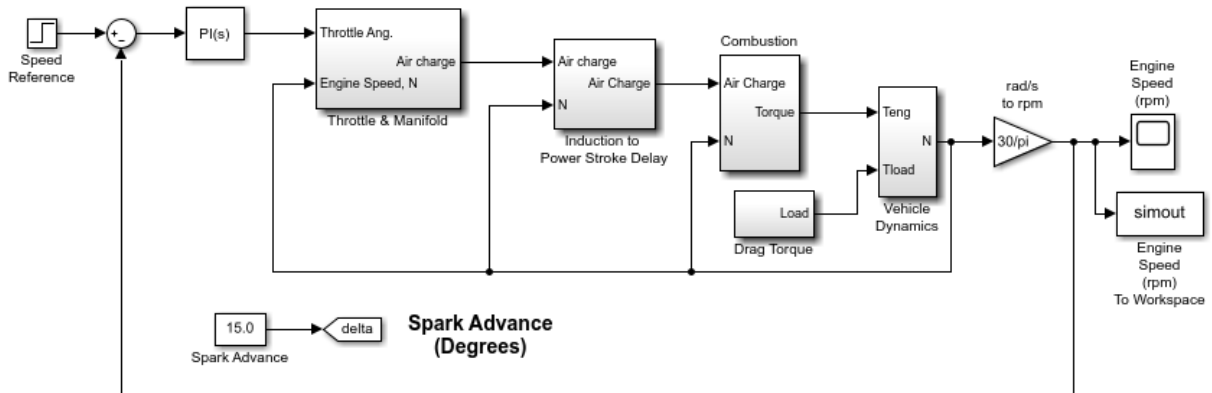 Speed
Reference
+
-
PI(s)
Throttle Ang.
Air charge
Engine Speed, N
Throttle & Manifold
Air charge
Air Charge
N
Induction to
Power Stroke Delay
Combustion
Air Charge
Torque
N
Load
Drag Torque
Teng
N
Tload
Vehicle
Dynamics
rad/s
to rpm
30/pi
Engine
Speed
(rpm)
simout
Engine
Speed
(rpm)
To Workspace
15.0
Spark Advance
delta
Spark Advance
(Degrees)